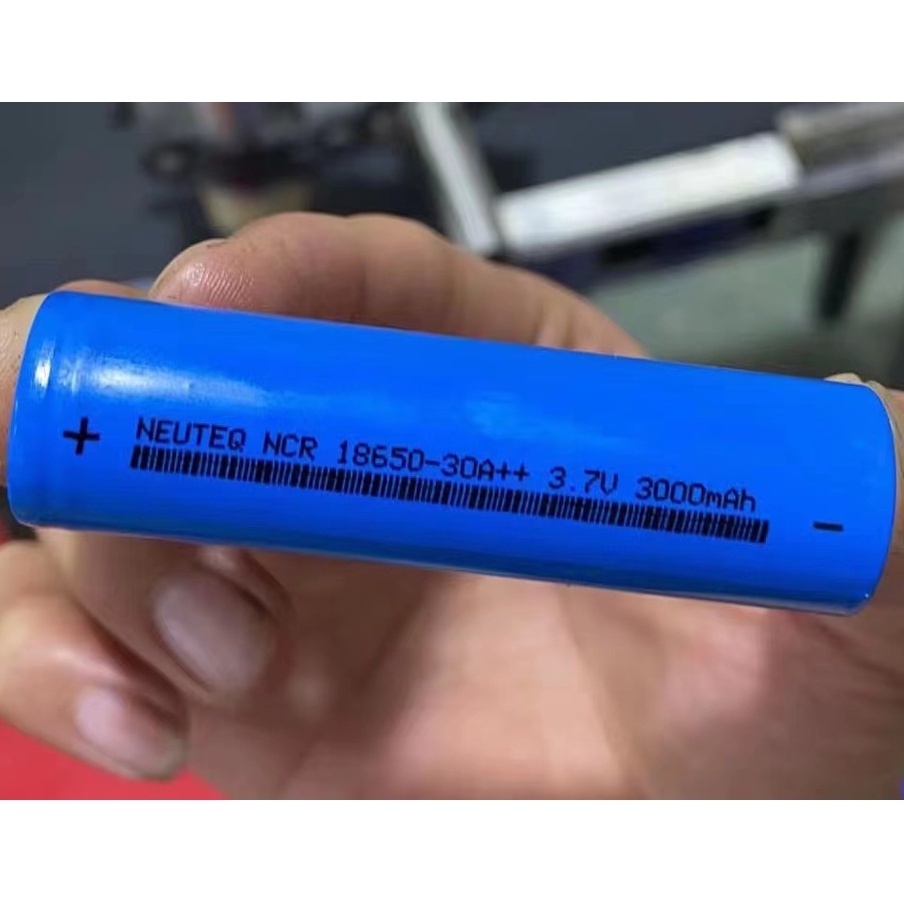 + NEUTEQ NCR 18650-30A++ 3.7V 3000mAh -